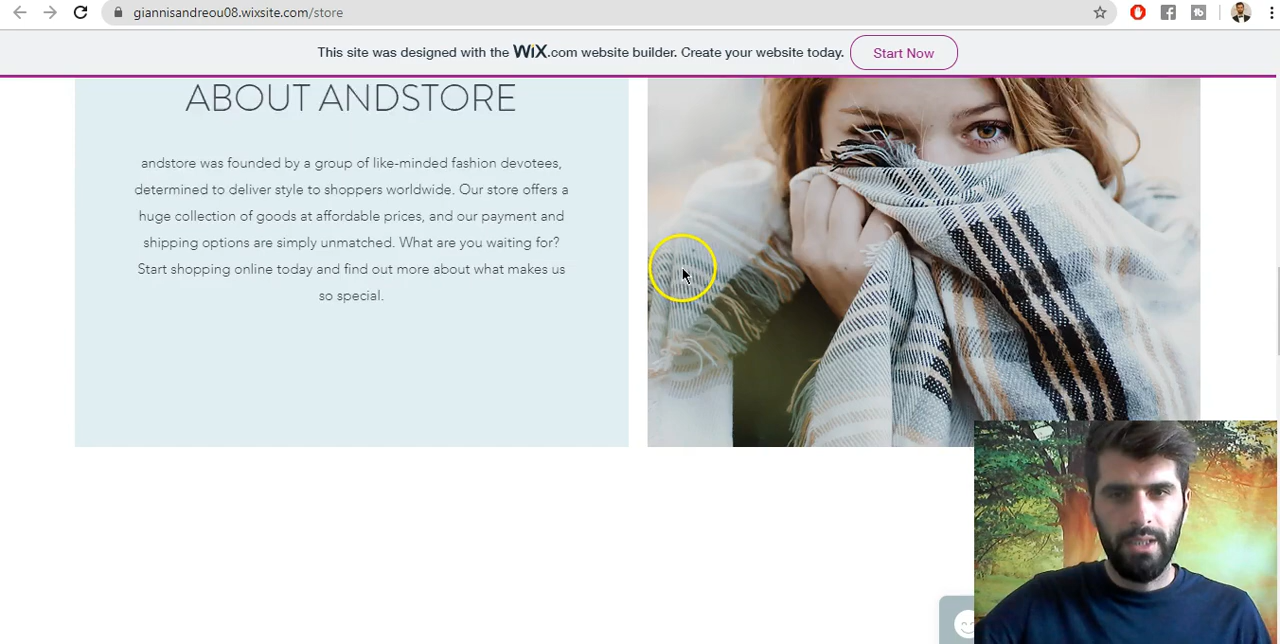 giannisandreou08.wixsite.com/store
This site was designed with the WiX.com website builder. Create your website today.
Start Now
ABOUT ANDSTORE
andstore was founded by a group of like-minded fashion devotees,
determined to deliver style to shoppers worldwide. Our store offers a
huge collection of goods at affordable prices, and our payment and
shipping options are simply unmatched. What are you waiting for?
Start shopping online today and find out more about what makes us
so special.